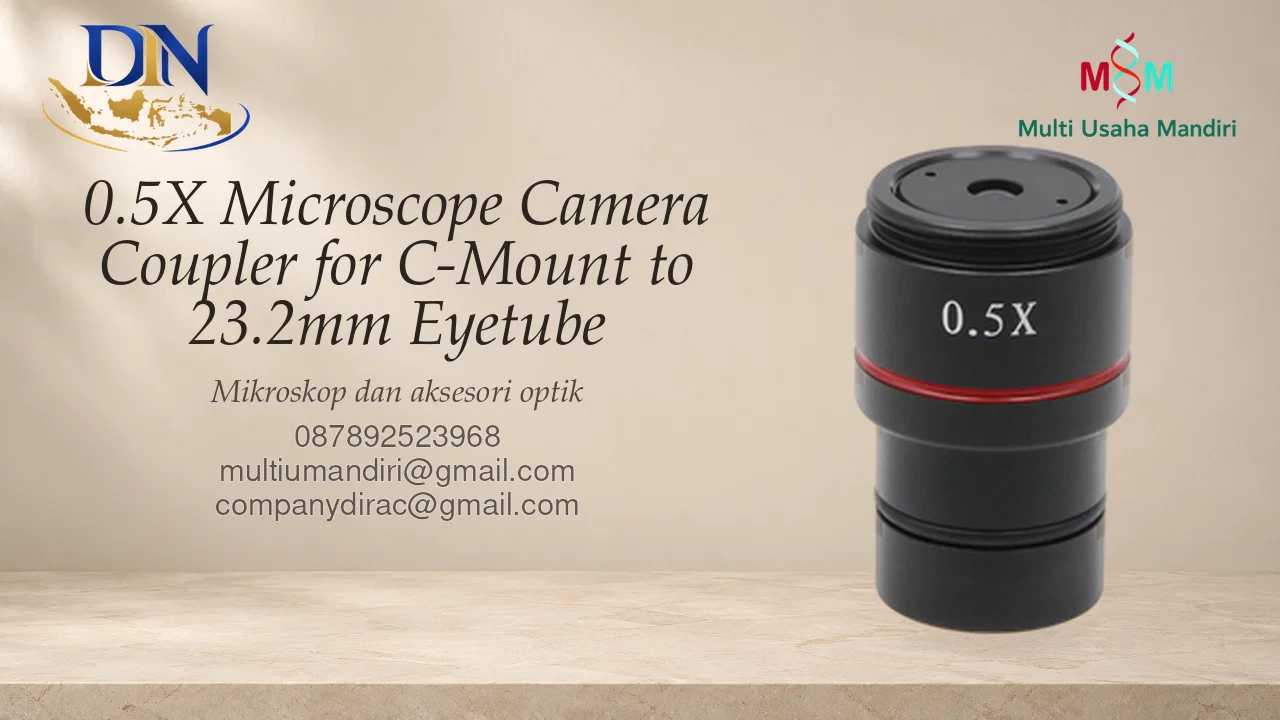 DN
M M
Multi Usaha Mandiri
0.5X Microscope Camera
Coupler for C-Mount to
23.2mm Eyetube
Mikroskop dan aksesori optik
087892523968
multiumandiri@gmail.com
companydirac@gmail.com
0.5X